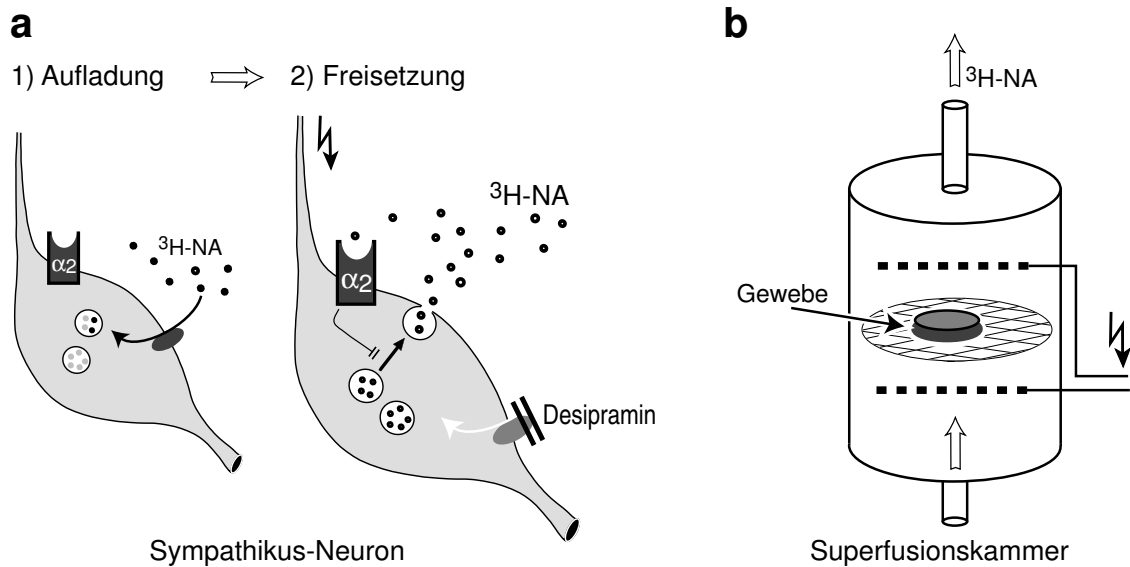 a
1) Aufladung
2) Freisetzung
³H-NA
α2
³H-NA
α2
Desipramin
Sympathikus-Neuron
b
³H-NA
Gewebe
Superfusionskammer